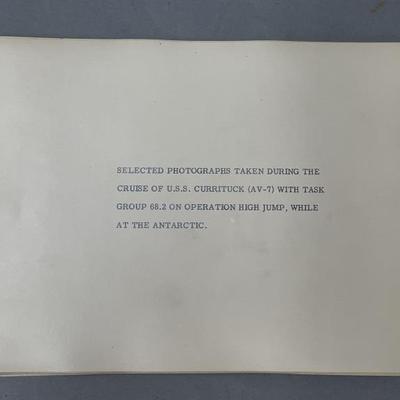 SELECTED PHOTOGRAPHS TAKEN DURING THE
CRUISE OF U.S.S. CURRITUCK (AV-7) WITH TASK
GROUP 68.2 ON OPERATION HIGH JUMP, WHILE
AT THE ANTARCTIC.